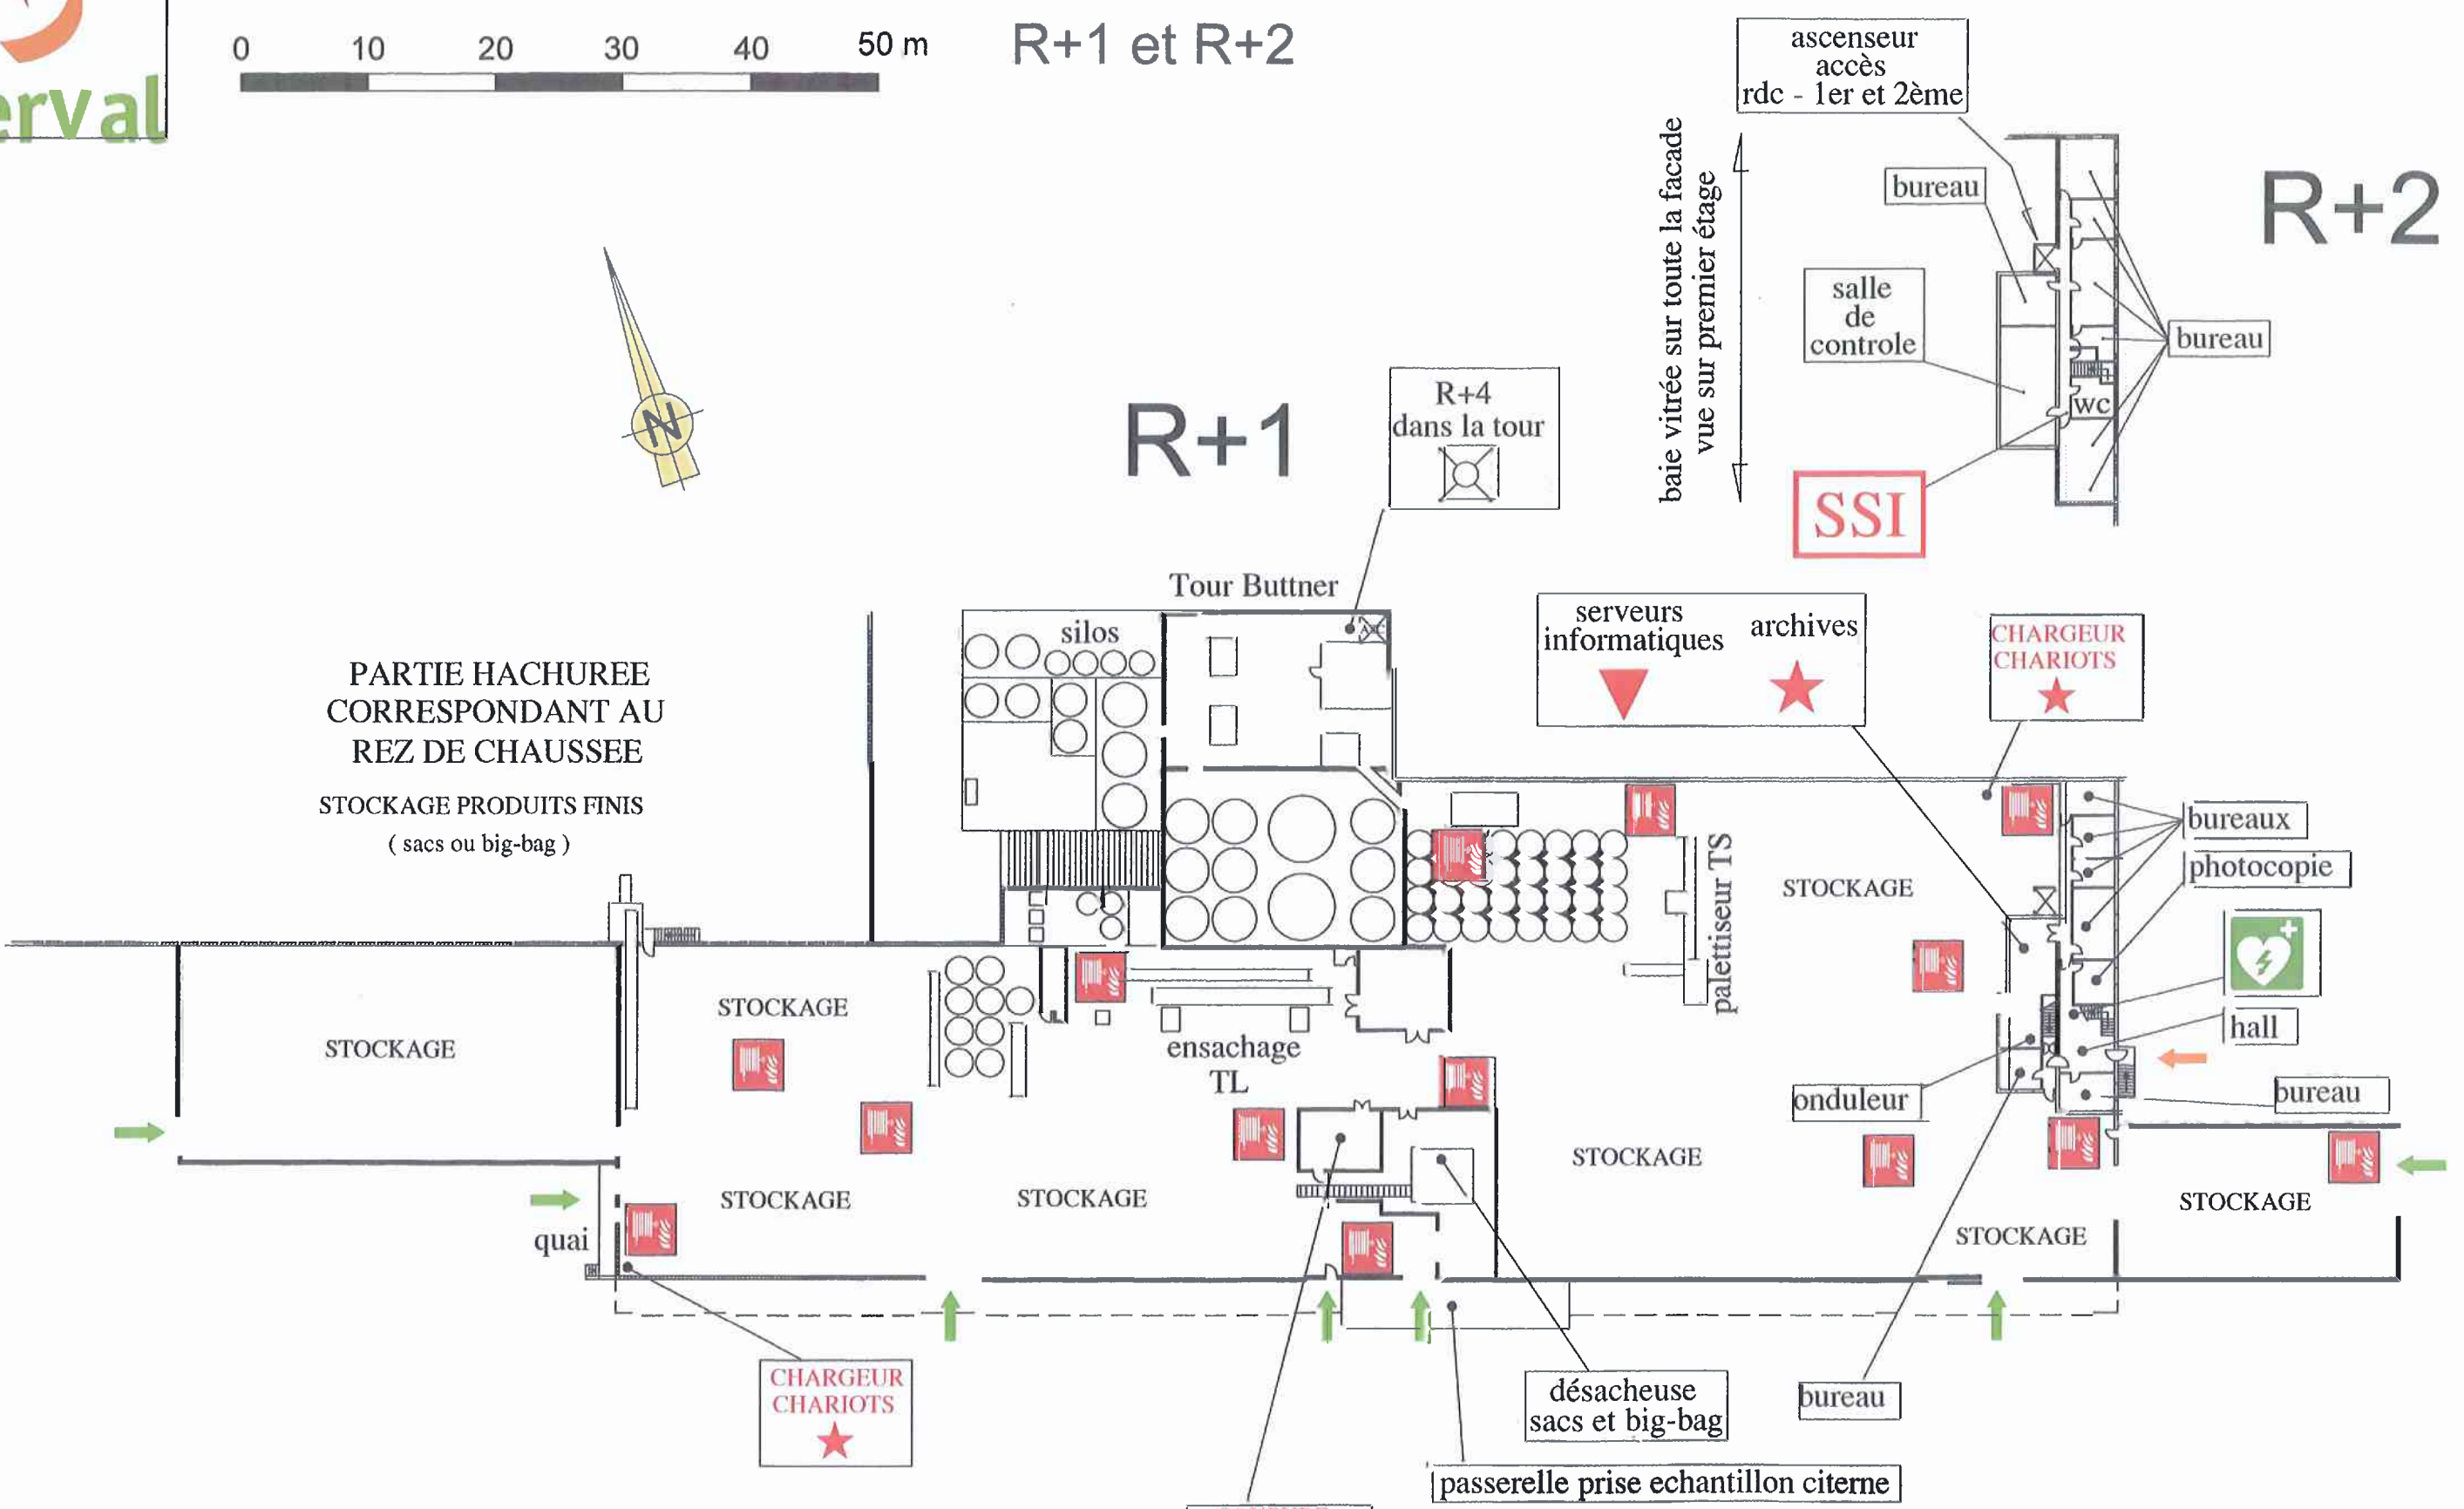 erval
0 10 20 30 40 50 m
R+1 et R+2
ascenseur
accès
rdc - 1er et 2ème
baie vitrée sur toute la facade
vue sur premier étage
bureau
R+2
salle
de
controle
bureau
wc
SSI
N
R+1
R+4
dans la tour
Tour Buttner
silos
serveurs
informatiques
archives
CHARGEUR
CHARIOTS
PARTIE HACHUREE
CORRESPONDANT AU
REZ DE CHAUSSEE
STOCKAGE PRODUITS FINIS
( sacs ou big-bag )
bureaux
photocopie
palettiseur TS
STOCKAGE
STOCKAGE
STOCKAGE
ensachage
TL
hall
onduleur
bureau
STOCKAGE
STOCKAGE
STOCKAGE
STOCKAGE
STOCKAGE
quai
CHARGEUR
CHARIOTS
désacheuse
sacs et big-bag
bureau
passerelle prise echantillon citerne